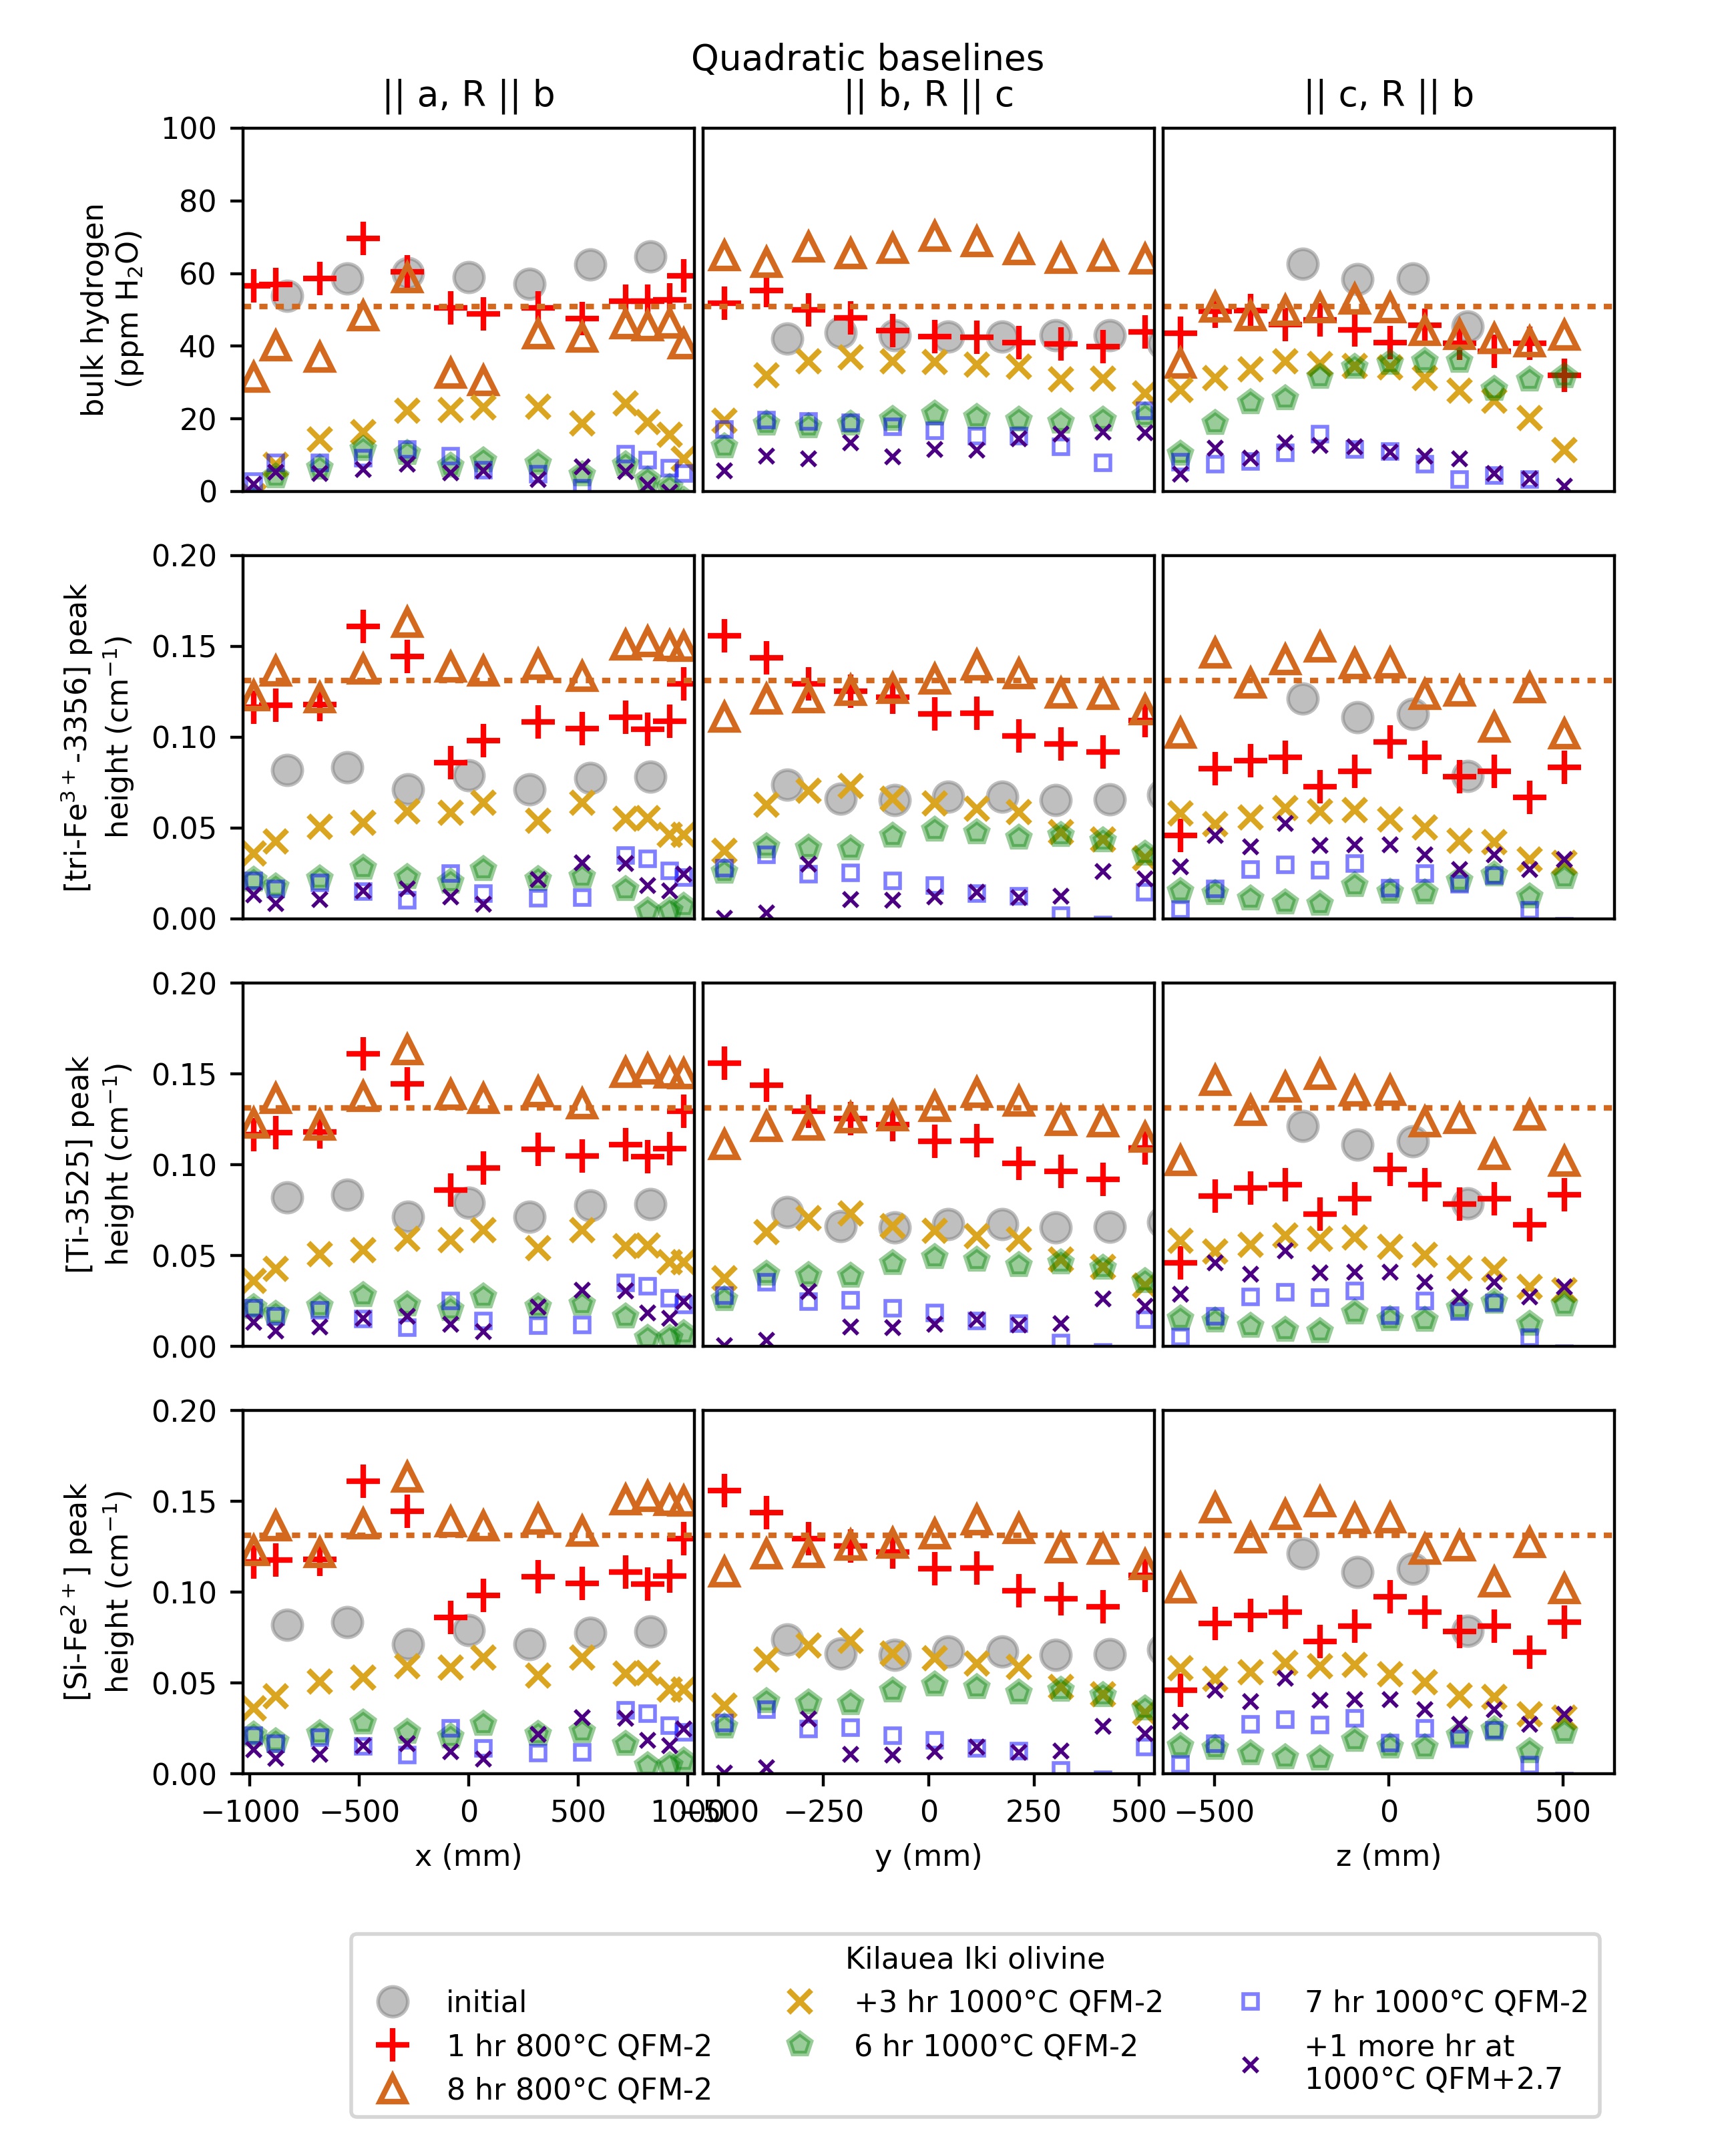 Quadratic baselines
|| a, R || b
|| b, R || c
|| c, R || b
bulk hydrogen
(ppm H₂O)
100
80
60
40
20
0
[tri-Fe³⁺-3356] peak
height (cm⁻¹)
0.20
0.15
0.10
0.05
0.00
[Ti-3525] peak
height (cm⁻¹)
0.20
0.15
0.10
0.05
0.00
[Si-Fe²⁺] peak
height (cm⁻¹)
0.20
0.15
0.10
0.05
0.00
−1000 −500 0 500 1000
−500 −250 0 250 500
−500 0 500
x (mm)
y (mm)
z (mm)
Kilauea Iki olivine
initial
1 hr 800°C QFM-2
8 hr 800°C QFM-2
+3 hr 1000°C QFM-2
6 hr 1000°C QFM-2
7 hr 1000°C QFM-2
+1 more hr at
1000°C QFM+2.7